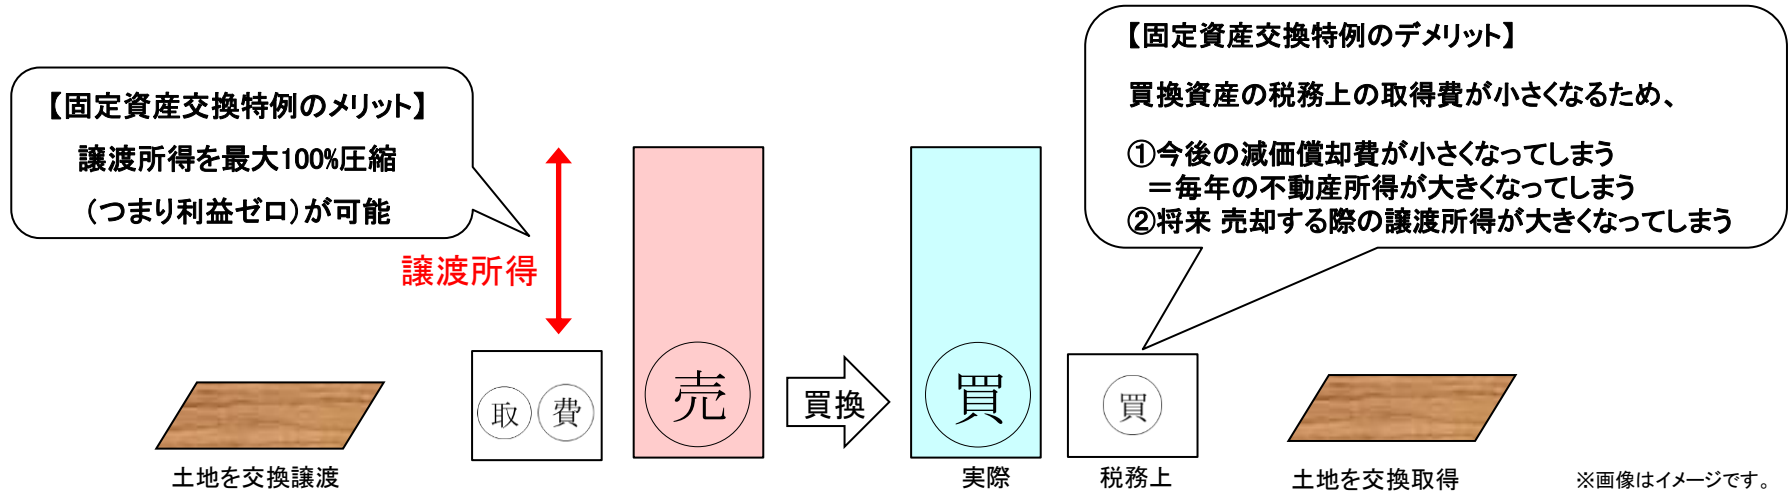 【固定資産交換特例のメリット】
譲渡所得を最大100%圧縮
(つまり利益ゼロ)が可能
譲渡所得
【固定資産交換特例のデメリット】
買換資産の税務上の取得費が小さくなるため、
①今後の減価償却費が小さくなってしまう
=毎年の不動産所得が大きくなってしまう
②将来 売却する際の譲渡所得が大きくなってしまう
取 費
売
買換
買
買
土地を交換譲渡
実際
税務上
土地を交換取得
※画像はイメージです。